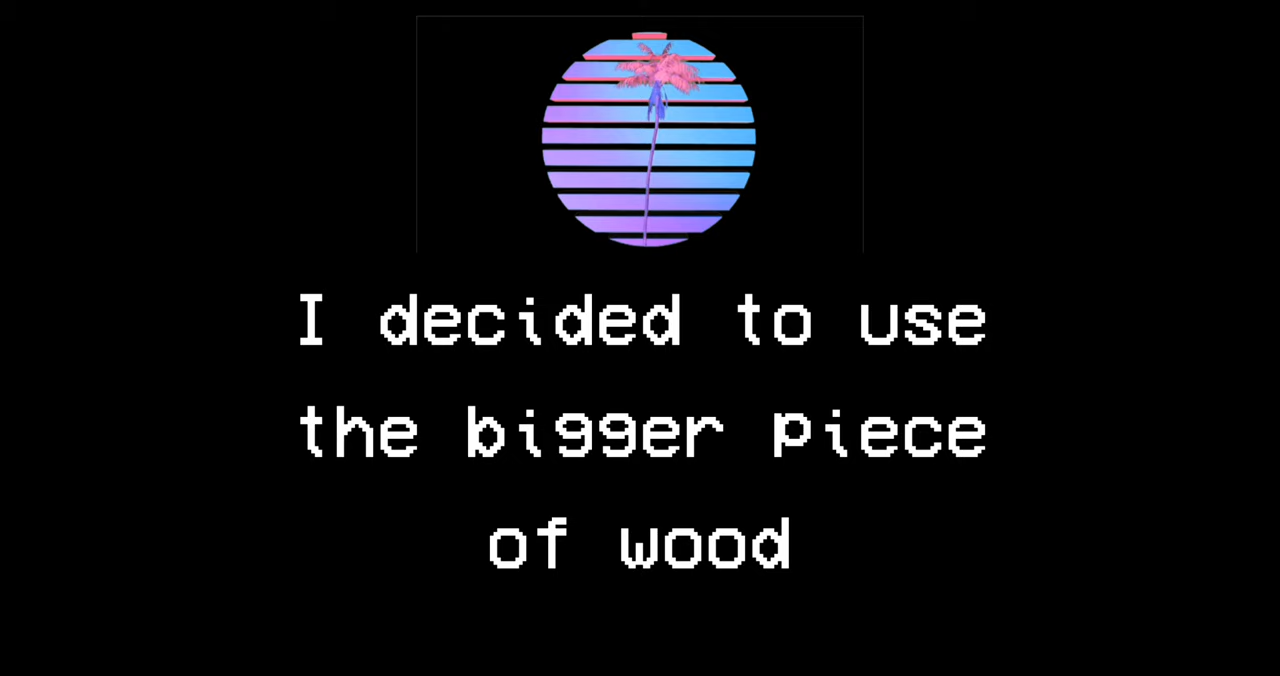 I decided to use
the bigger piece
of wood